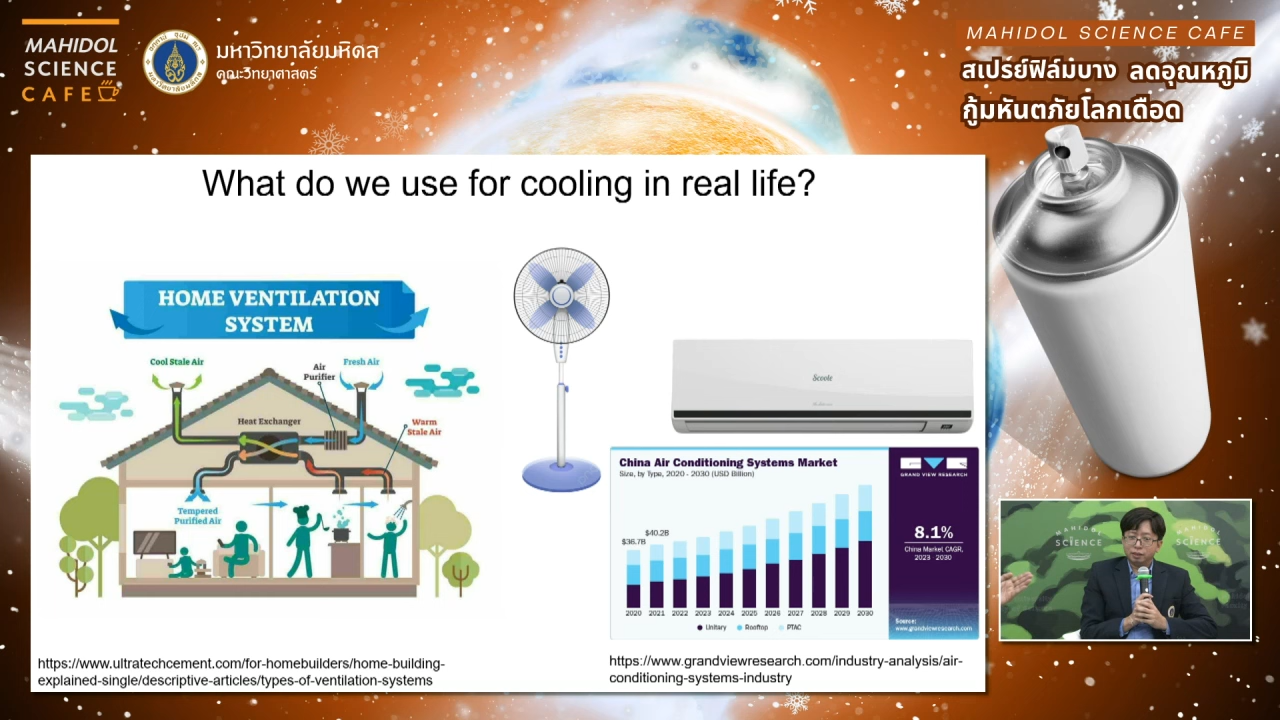 MAHIDOL
SCIENCE
CAFE
มหาวิทยาลัยมหิดล
คณะวิทยาศาสตร์
MAHIDOL SCIENCE CAFE
สเปรย์ฟิล์มบาง ลดอุณหภูมิ
กู้มหันตภัยโลกเดือด
What do we use for cooling in real life?
HOME VENTILATION
SYSTEM
Cool Stale Air
Air
Purifier
Fresh Air
Heat Exchanger
Warm
Stale Air
Tempered
Purified Air
https://www.ultratechcement.com/for-homebuilders/home-building-
explained-single/descriptive-articles/types-of-ventilation-systems
Scoole
China Air Conditioning Systems Market
Size, by Type, 2020 - 2030 (USD Billion)
$36.7B
$40.2B
2020 2021 2022 2023 2024 2025 2026 2027 2028 2029 2030
Unitary Rooftop PTAC
GRAND VIEW RESEARCH
8.1%
China Market CAGR,
2023 - 2030
Source:
www.grandviewresearch.com
https://www.grandviewresearch.com/industry-analysis/air-
conditioning-systems-industry
MAHIDOL
SCIENCE
MAHIDOL
SCIENCE